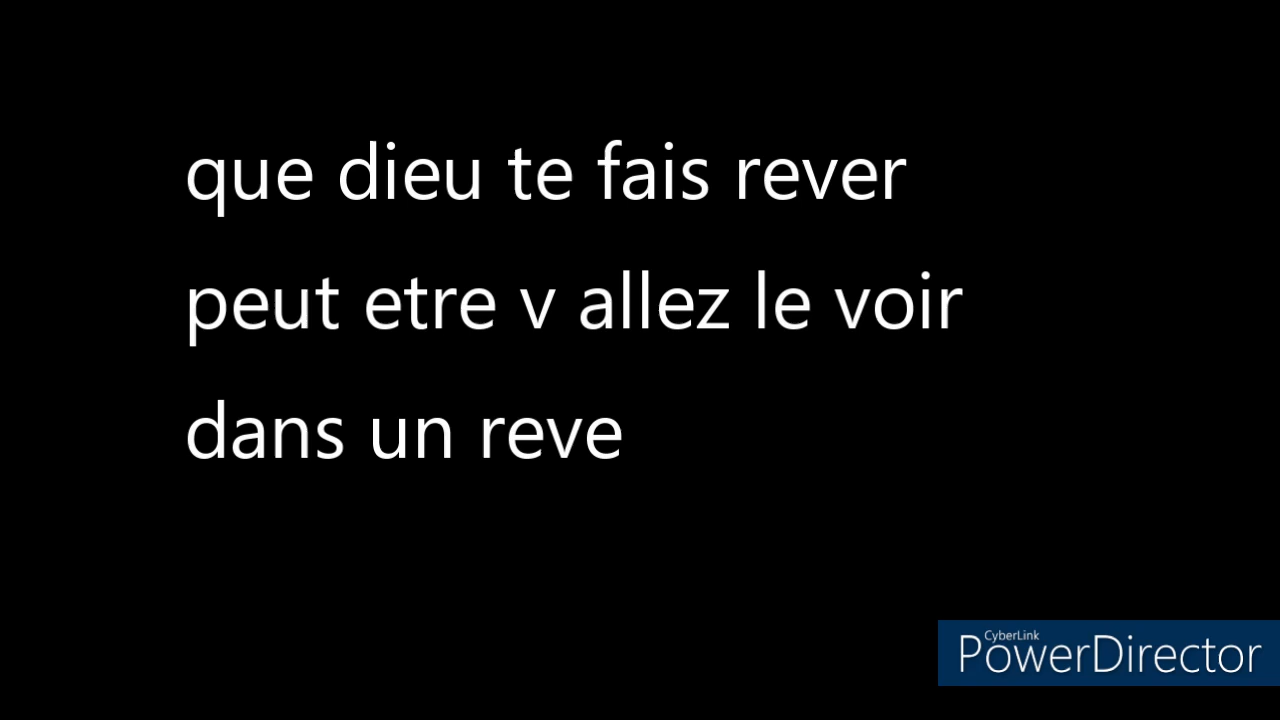 que dieu te fais rever
peut etre v allez le voir
dans un reve
CyberLink
PowerDirector